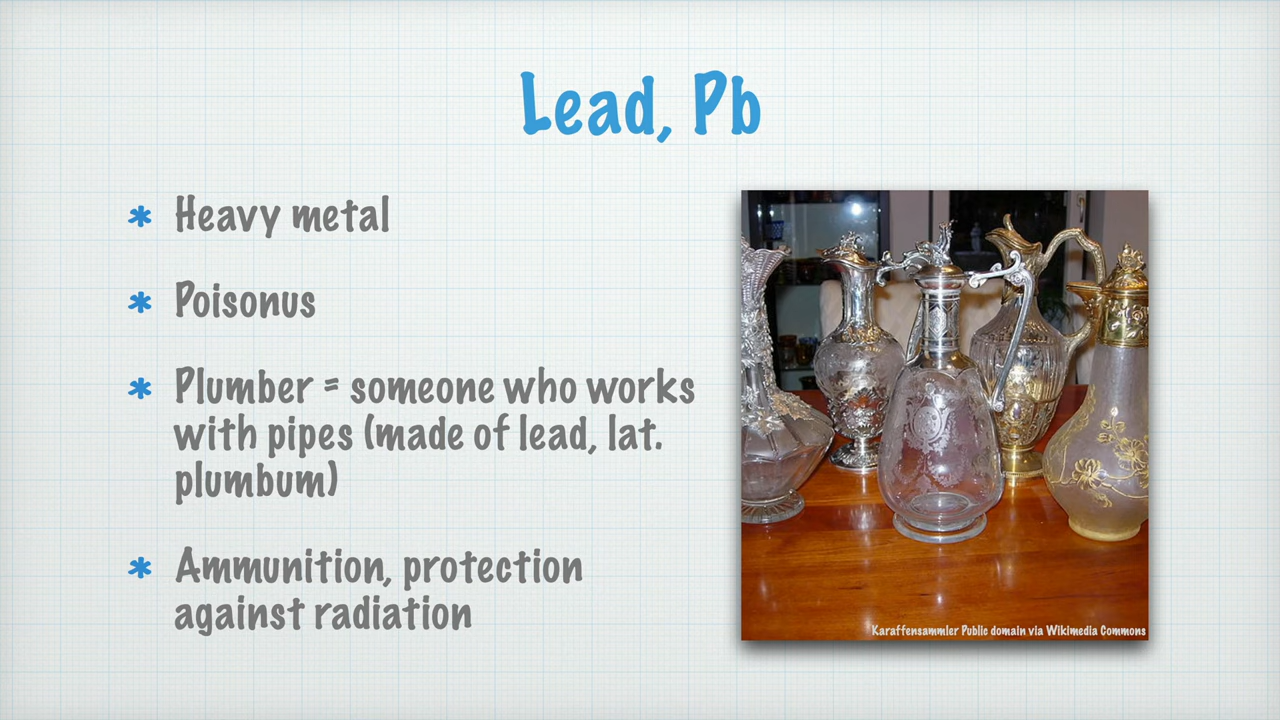 Lead, Pb
* Heavy metal
* Poisonus
* Plumber = someone who works
with pipes (made of lead, lat.
plumbum)
* Ammunition, protection
against radiation
Karaffensammler Public domain via Wikimedia Commons